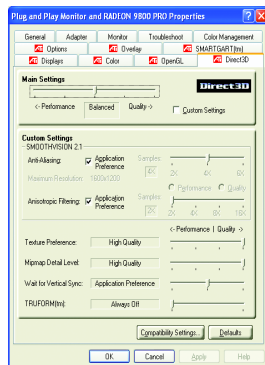 Plug and Play Monitor and RADEON 9800 PRO Properties
General Adapter Monitor Troubleshoot Color Management
Options Overlay SMARTGART(tm)
Displays Color OpenGL Direct3D
Main Settings
Direct3D
<- Performance Balanced Quality ->
Custom Settings
Custom Settings
SMOOTHVISION 2.1
Anti-Aliasing: Application Preference Samples: 4X 2X 4X 6X
Maximum Resolution: 1600x1200
Performance Quality
Anisotropic Filtering: Application Preference Samples: 2X 2X 4X 8X 16X
<- Performance | Quality ->
Texture Preference: High Quality
Mipmap Detail Level: High Quality
Wait for Vertical Sync: Application Preference
TRUFORM(tm): Always Off
Compatibility Settings... Defaults
OK Cancel Apply Help